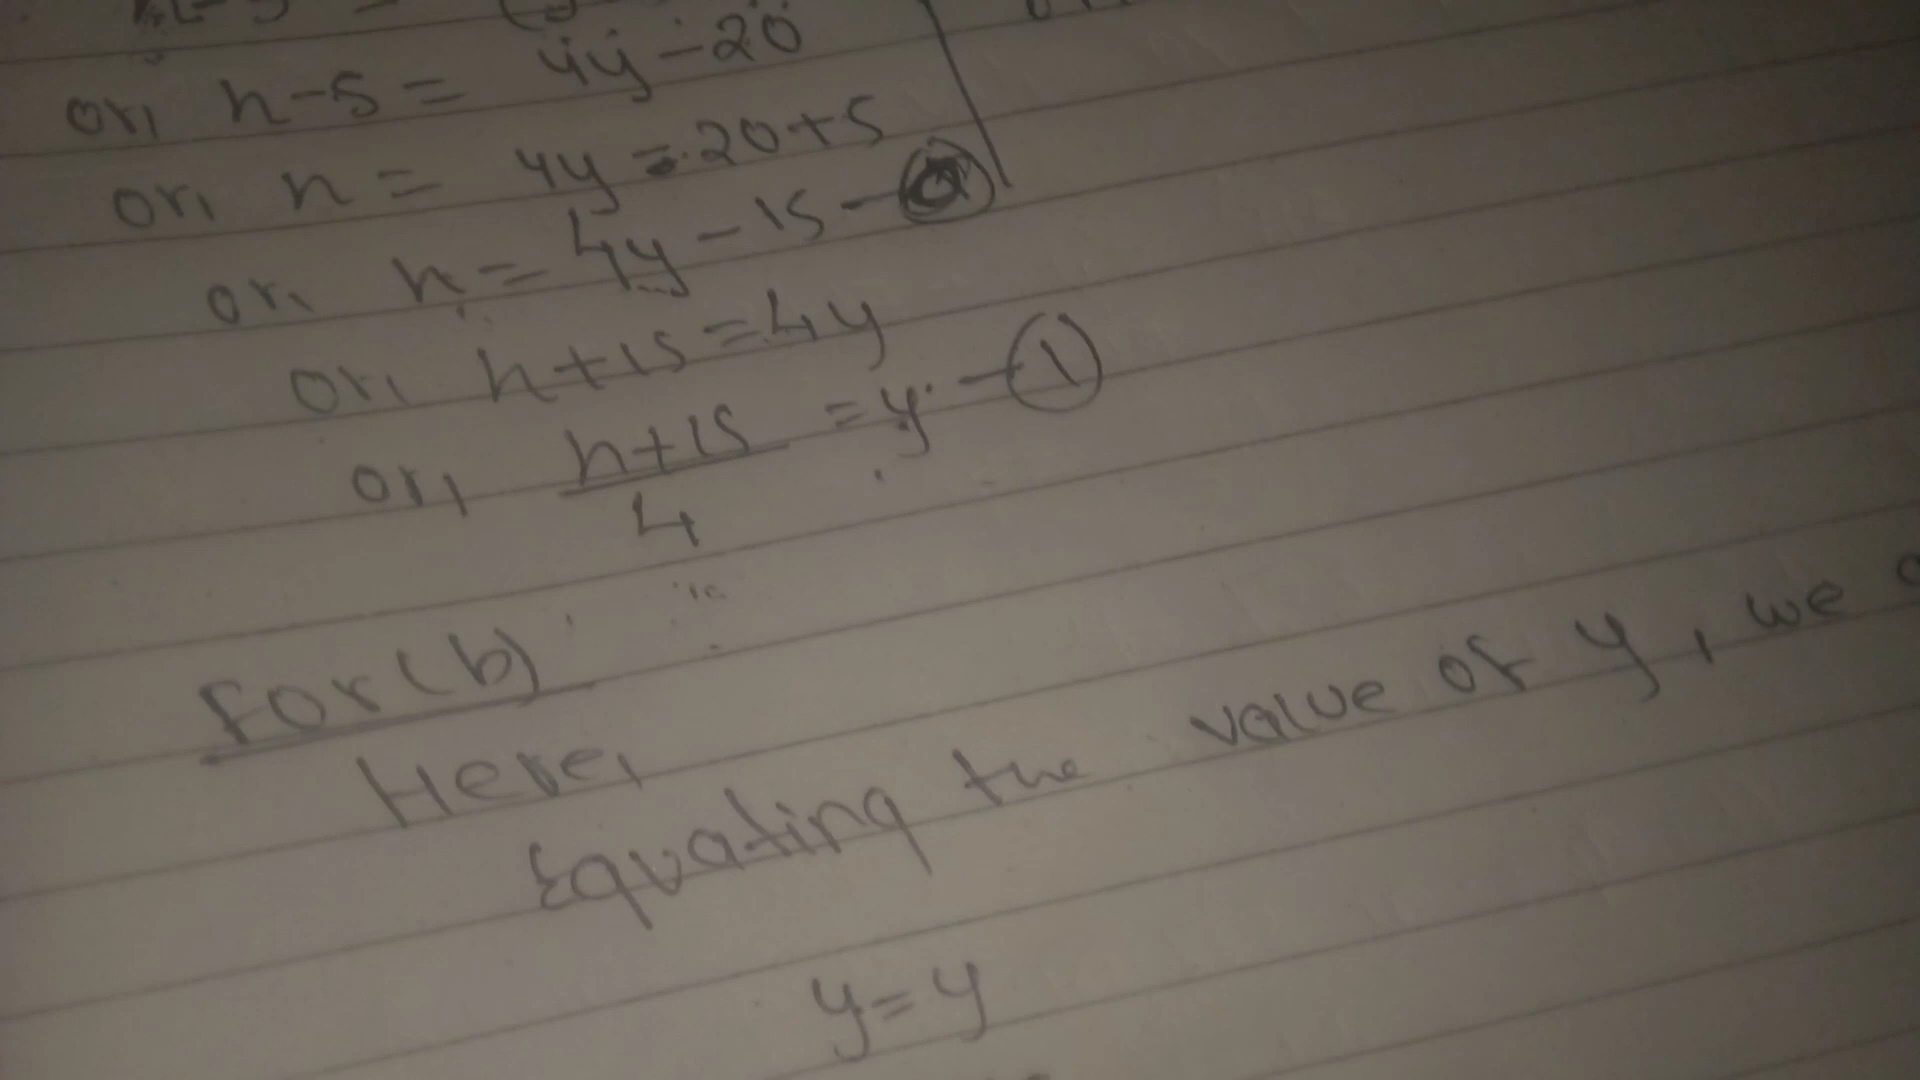 or, x-5 = 4y-20
or, x = 4y-20+5
or, x = 4y-15-
or, x+15=4y
or, x+15/4 =y -①
For(b)
Here,
Equating the value of y, we
y=y